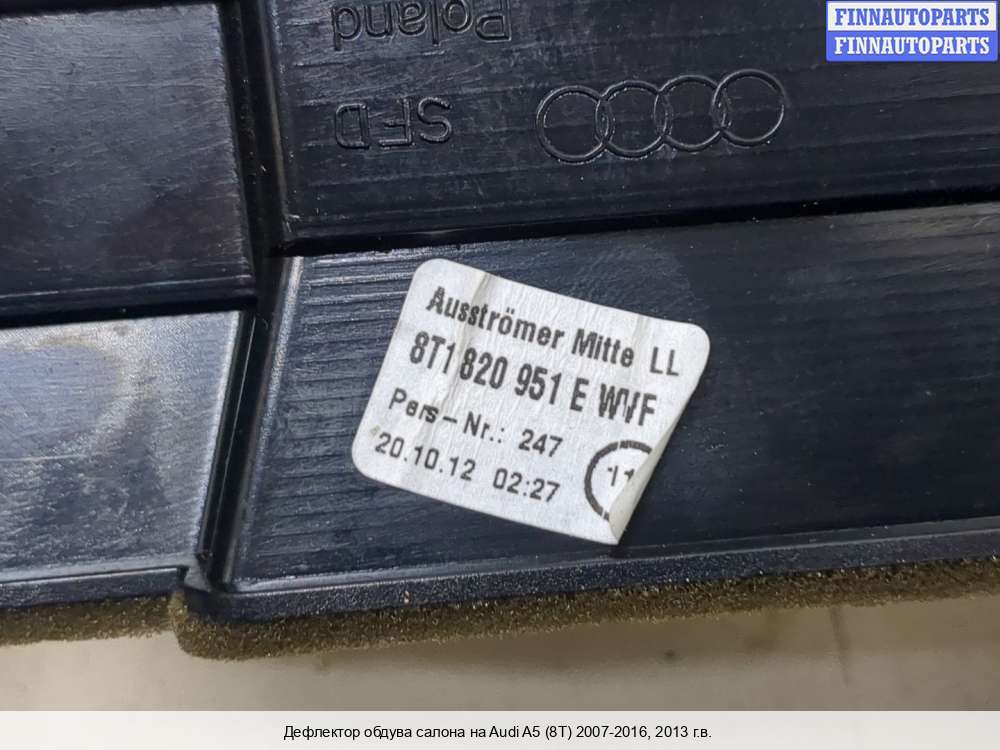 FINNAUTOPARTS
FINNAUTOPARTS
Poland
SFD
Ausströmer Mitte LL
8T1 820 951 E WVF
Pers-Nr.: 247
20.10.12 02:27
11
Дефлектор обдува салона на Audi A5 (8T) 2007-2016, 2013 г.в.